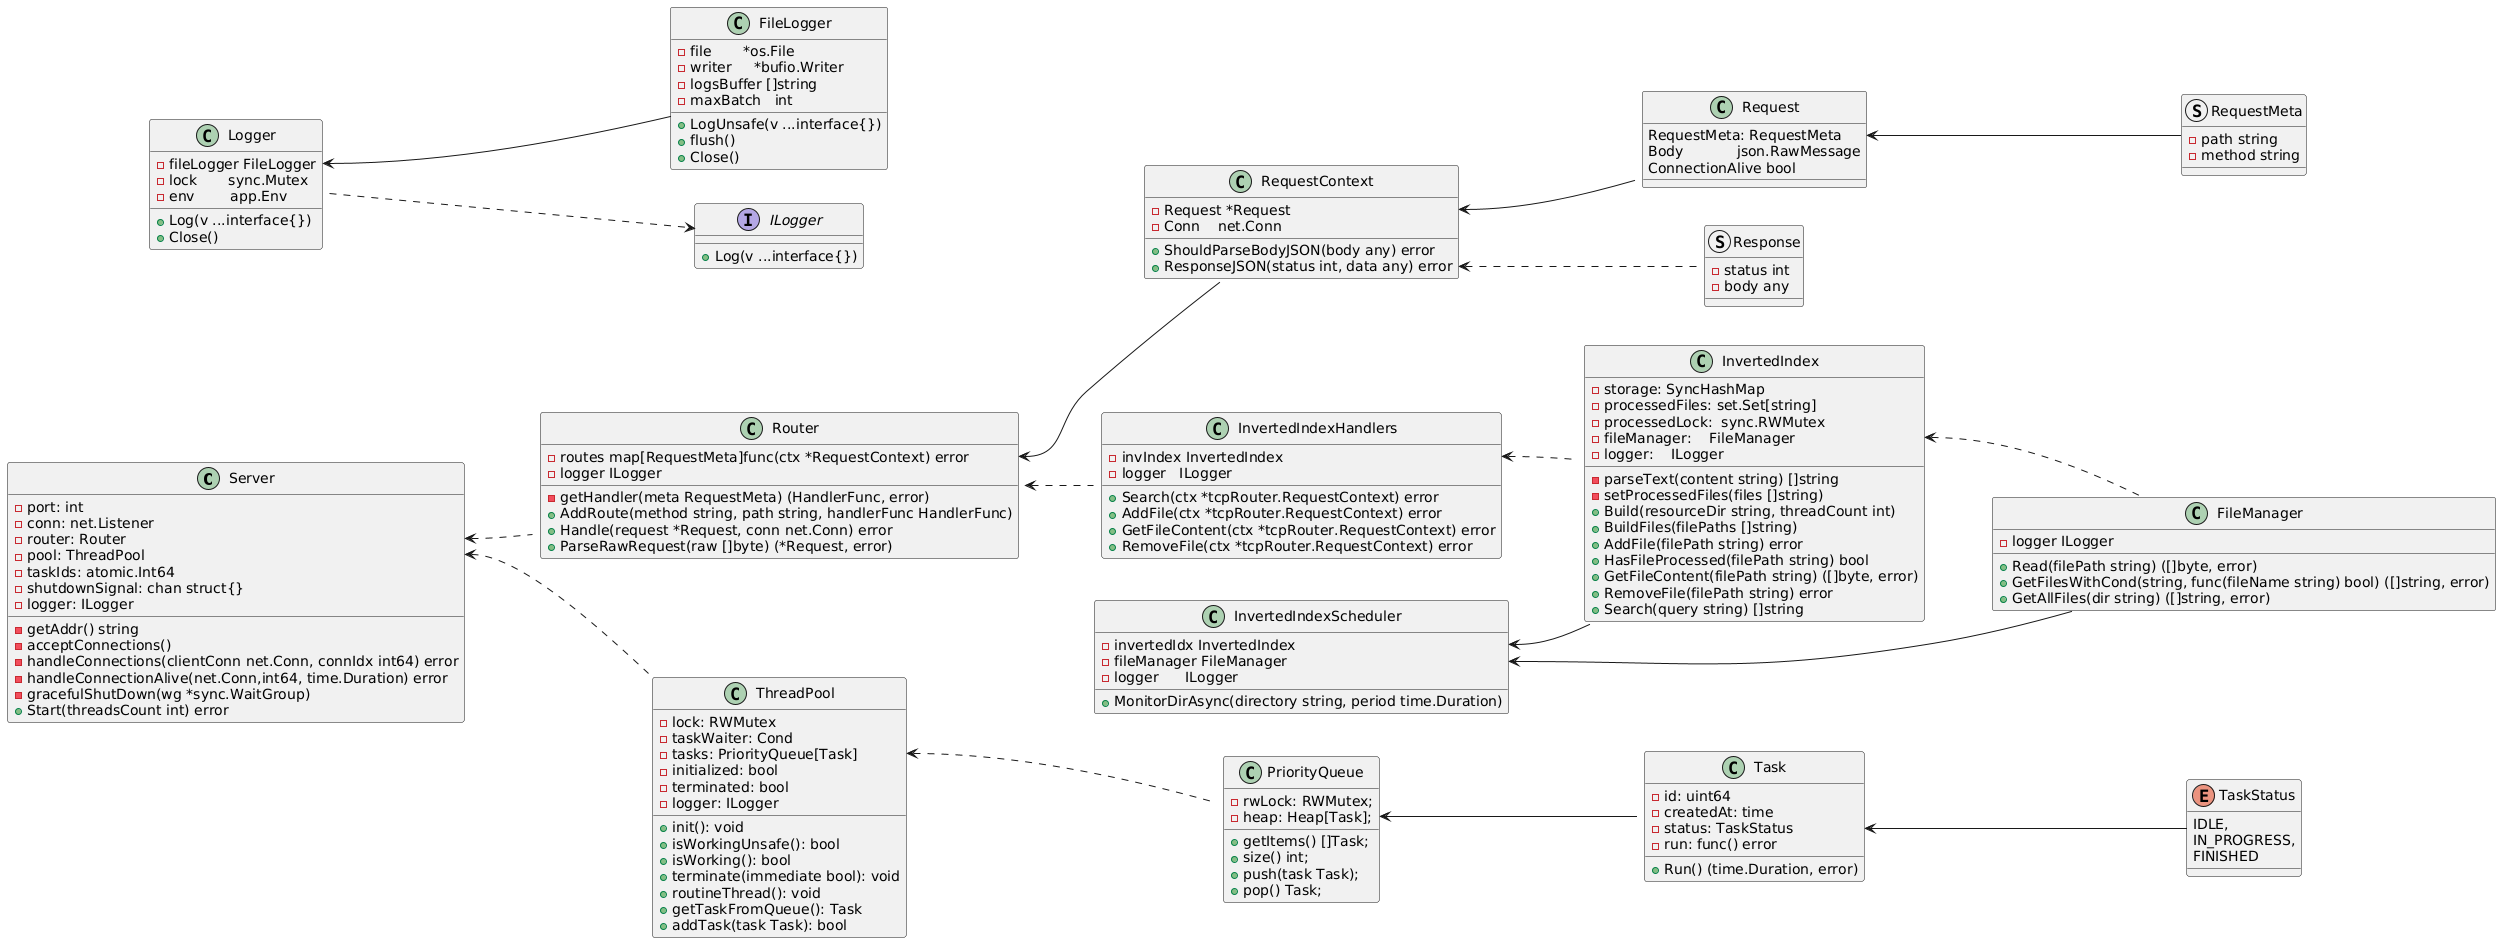 FileLogger
file *os.File
writer *bufio.Writer
logsBuffer []string
maxBatch int
LogUnsafe(v ...interface{})
flush()
Close()
Logger
fileLogger FileLogger
lock sync.Mutex
env app.Env
Log(v ...interface{})
Close()
ILogger
Log(v ...interface{})
Request
RequestMeta: RequestMeta
Body json.RawMessage
ConnectionAlive bool
RequestMeta
path string
method string
RequestContext
Request *Request
Conn net.Conn
ShouldParseBodyJSON(body any) error
ResponseJSON(status int, data any) error
Response
status int
body any
Server
port: int
conn: net.Listener
router: Router
pool: ThreadPool
taskIds: atomic.Int64
shutdownSignal: chan struct{}
logger: ILogger
getAddr() string
acceptConnections()
handleConnections(clientConn net.Conn, connIdx int64) error
handleConnectionAlive(net.Conn,int64, time.Duration) error
gracefulShutDown(wg *sync.WaitGroup)
Start(threadsCount int) error
Router
routes map[RequestMeta]func(ctx *RequestContext) error
logger ILogger
getHandler(meta RequestMeta) (HandlerFunc, error)
AddRoute(method string, path string, handlerFunc HandlerFunc)
Handle(request *Request, conn net.Conn) error
ParseRawRequest(raw []byte) (*Request, error)
InvertedIndexHandlers
invIndex InvertedIndex
logger ILogger
Search(ctx *tcpRouter.RequestContext) error
AddFile(ctx *tcpRouter.RequestContext) error
GetFileContent(ctx *tcpRouter.RequestContext) error
RemoveFile(ctx *tcpRouter.RequestContext) error
InvertedIndex
storage: SyncHashMap
processedFiles: set.Set[string]
processedLock: sync.RWMutex
fileManager: FileManager
logger: ILogger
parseText(content string) []string
setProcessedFiles(files []string)
Build(resourceDir string, threadCount int)
BuildFiles(filePaths []string)
AddFile(filePath string) error
HasFileProcessed(filePath string) bool
GetFileContent(filePath string) ([]byte, error)
RemoveFile(filePath string) error
Search(query string) []string
FileManager
logger ILogger
Read(filePath string) ([]byte, error)
GetFilesWithCond(string, func(fileName string) bool) ([]string, error)
GetAllFiles(dir string) ([]string, error)
InvertedIndexScheduler
invertedIdx InvertedIndex
fileManager FileManager
logger ILogger
MonitorDirAsync(directory string, period time.Duration)
ThreadPool
lock: RWMutex
taskWaiter: Cond
tasks: PriorityQueue[Task]
initialized: bool
terminated: bool
logger: ILogger
init(): void
isWorkingUnsafe(): bool
isWorking(): bool
terminate(immediate bool): void
routineThread(): void
getTaskFromQueue(): Task
addTask(task Task): bool
PriorityQueue
rwLock: RWMutex;
heap: Heap[Task];
getItems() []Task;
size() int;
push(task Task);
pop() Task;
Task
id: uint64
createdAt: time
status: TaskStatus
run: func() error
Run() (time.Duration, error)
TaskStatus
IDLE,
IN_PROGRESS,
FINISHED